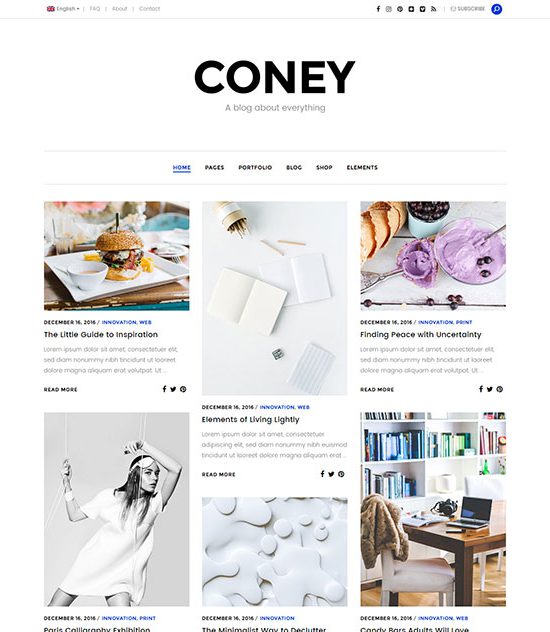 English FAQ About Contact SUBSCRIBE
CONEY
A blog about everything
HOME PAGES PORTFOLIO BLOG SHOP ELEMENTS
DECEMBER 16, 2016 / INNOVATION, WEB
The Little Guide to Inspiration
Lorem ipsum dolor sit amet, consectetuer elit,
sed diam nonummy nibh tincidunt ut laoreet
dolore magna aliquam erat volutpat. Ut ...
READ MORE
DECEMBER 16, 2016 / INNOVATION, PRINT
Paris Calligraphy Exhibition
DECEMBER 16, 2016 / INNOVATION, WEB
Elements of Living Lightly
Lorem ipsum dolor sit amet, consectetuer
adipiscing elit, sed diam nonummy nibh euismod
tincidunt ut laoreet dolore magna aliquam erat ...
READ MORE
DECEMBER 16, 2016 / INNOVATION
The Minimalist Way to Declutter
DECEMBER 16, 2016 / INNOVATION, PRINT
Finding Peace with Uncertainty
Lorem ipsum dolor sit amet, consectetuer elit,
sed diam nonummy nibh tincidunt ut laoreet
dolore magna aliquam erat volutpat. Ut ...
READ MORE
DECEMBER 16, 2016 / INNOVATION, WEB
Candy Bars Adults Will Love